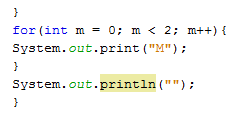 }
for(int m = 0; m < 2; m++){
System.out.print("M");
}
System.out.println("");
}